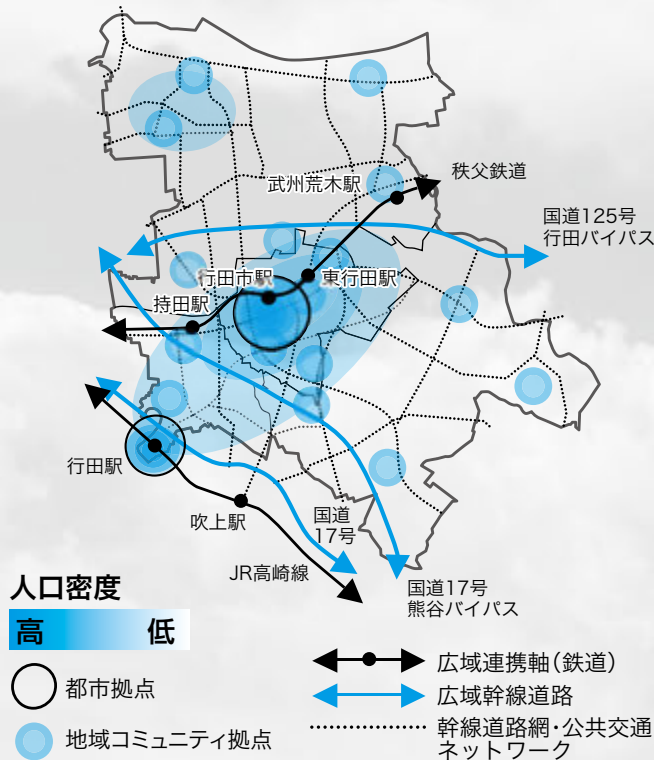 武州荒木駅
秩父鉄道
国道125号
行田バイパス
行田市駅
東行田駅
持田駅
行田駅
吹上駅
国道
17号
JR高崎線
国道17号
熊谷バイパス
人口密度
高
低
都市拠点
地域コミュニティ拠点
広域連携軸(鉄道)
広域幹線道路
幹線道路網・公共交通
ネットワーク